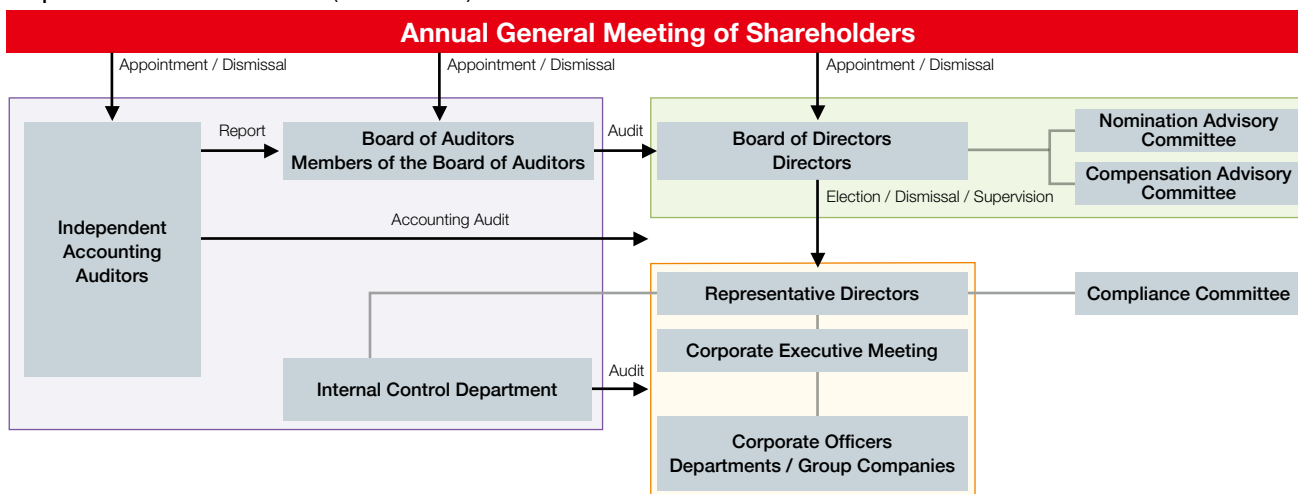 Annual General Meeting of Shareholders
Appointment / Dismissal
Appointment / Dismissal
Appointment / Dismissal
Independent
Accounting
Auditors
Report
Board of Auditors
Members of the Board of Auditors
Audit
Board of Directors
Directors
Nomination Advisory
Committee
Compensation Advisory
Committee
Election / Dismissal / Supervision
Accounting Audit
Representative Directors
Compliance Committee
Corporate Executive Meeting
Internal Control Department
Audit
Corporate Officers
Departments / Group Companies